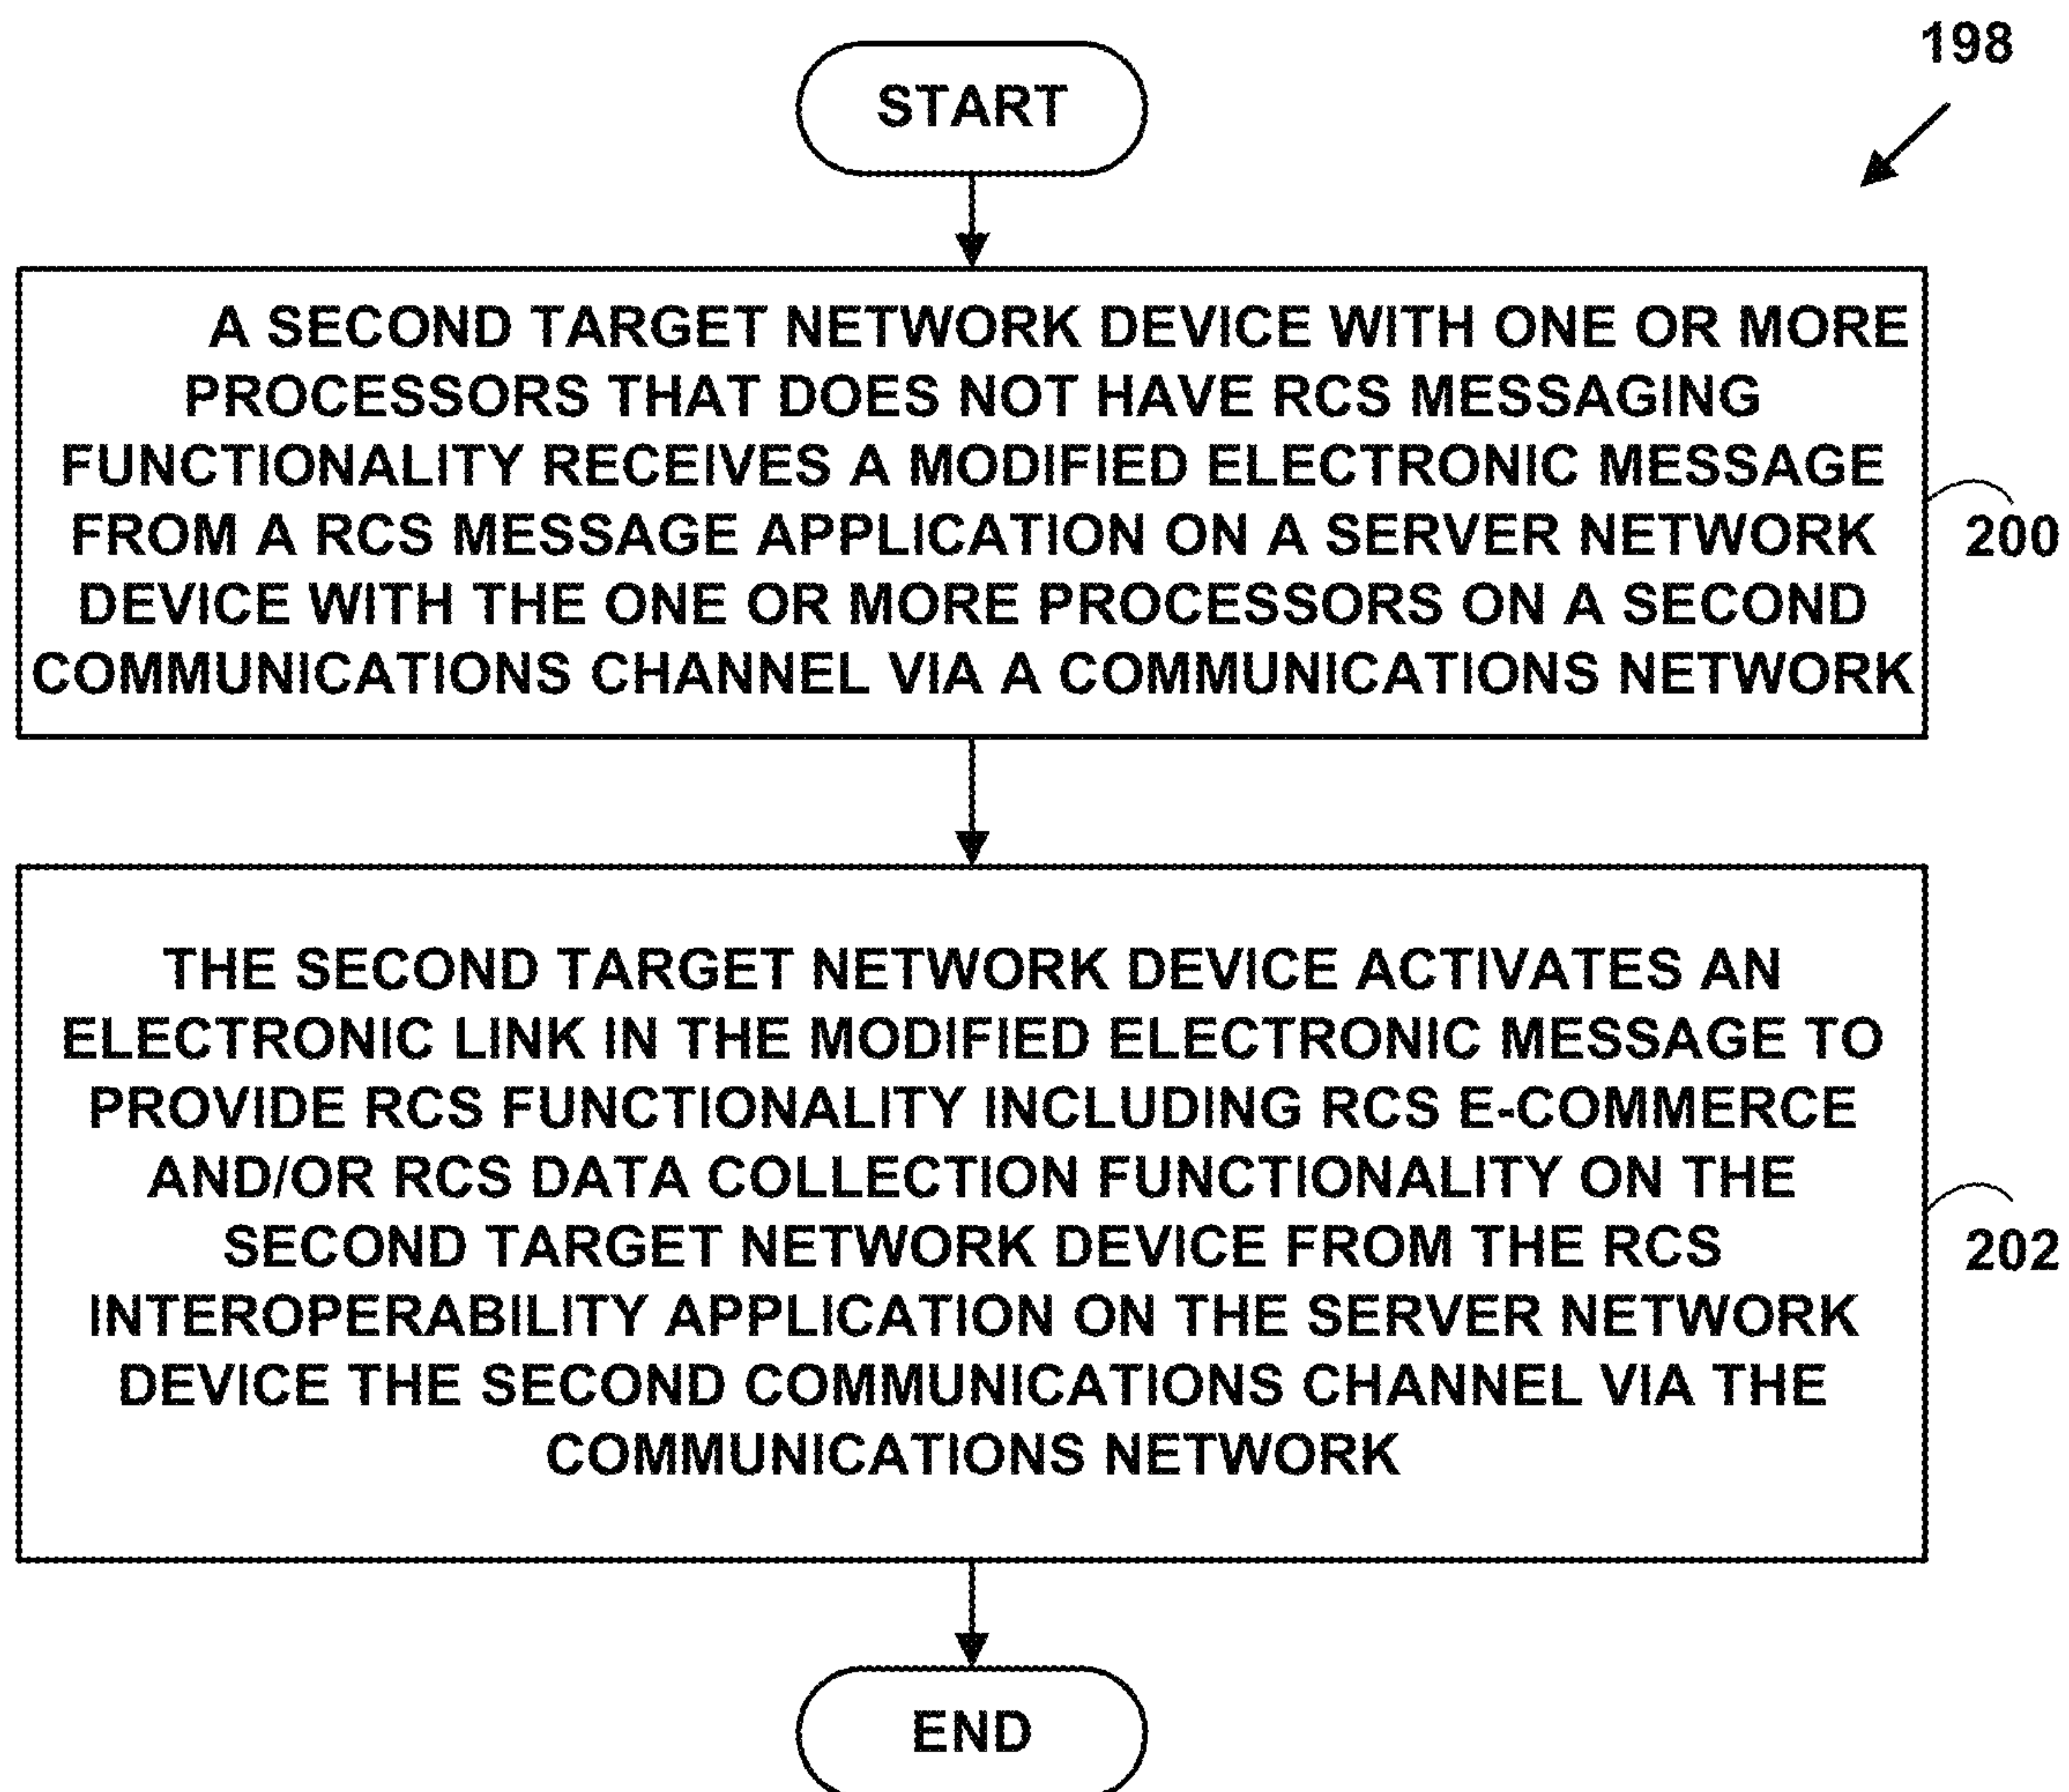 198
START
A SECOND TARGET NETWORK DEVICE WITH ONE OR MORE
PROCESSORS THAT DOES NOT HAVE RCS MESSAGING
FUNCTIONALITY RECEIVES A MODIFIED ELECTRONIC MESSAGE
FROM A RCS MESSAGE APPLICATION ON A SERVER NETWORK
DEVICE WITH THE ONE OR MORE PROCESSORS ON A SECOND
COMMUNICATIONS CHANNEL VIA A COMMUNICATIONS NETWORK
200
THE SECOND TARGET NETWORK DEVICE ACTIVATES AN
ELECTRONIC LINK IN THE MODIFIED ELECTRONIC MESSAGE TO
PROVIDE RCS FUNCTIONALITY INCLUDING RCS E-COMMERCE
AND/OR RCS DATA COLLECTION FUNCTIONALITY ON THE
SECOND TARGET NETWORK DEVICE FROM THE RCS
INTEROPERABILITY APPLICATION ON THE SERVER NETWORK
DEVICE THE SECOND COMMUNICATIONS CHANNEL VIA THE
COMMUNICATIONS NETWORK
202
END